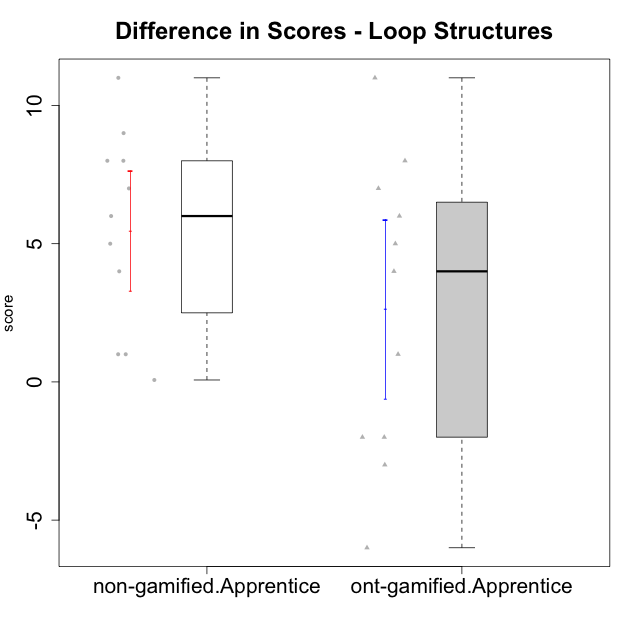 Difference in Scores - Loop Structures
10
5
0
-5
score
non-gamified.Apprentice
ont-gamified.Apprentice